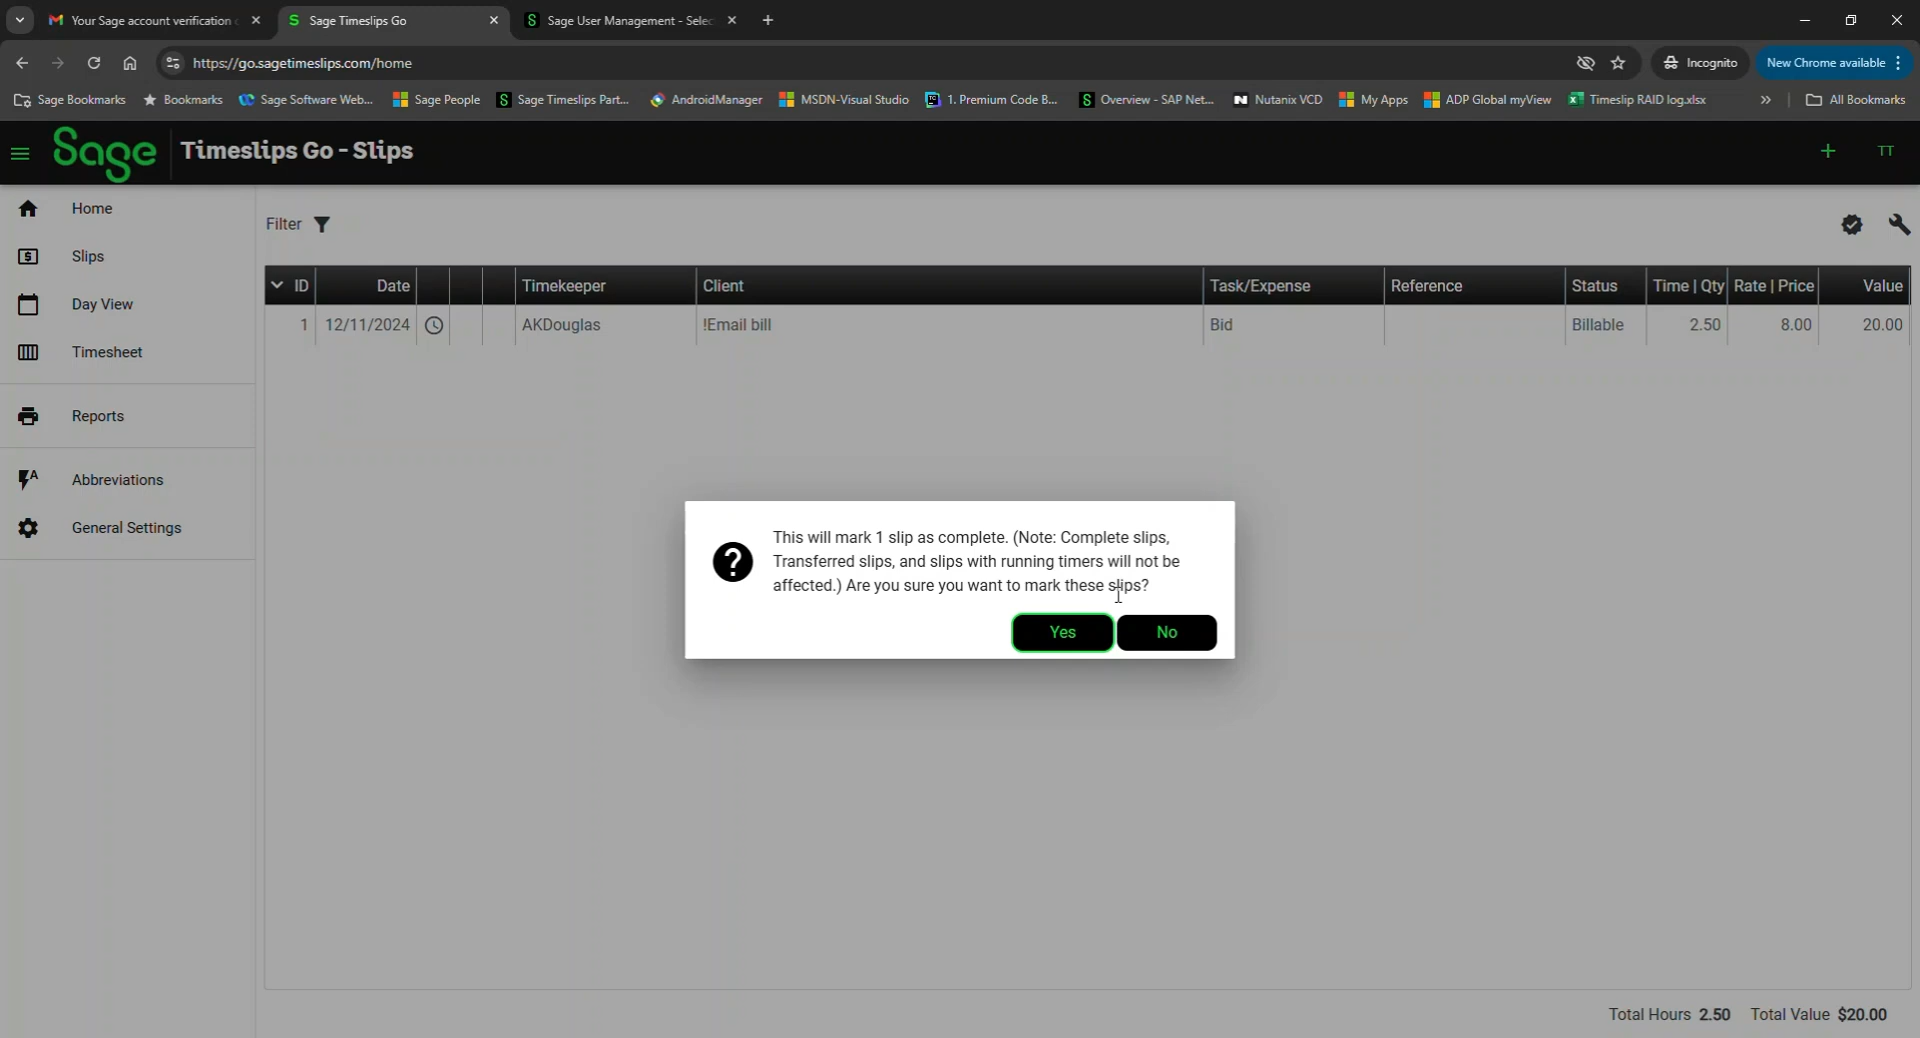 Your Sage account verification
Sage Timeslips Go
Sage User Management - Selec
https://go.sagetimeslips.com/home
Incognito
New Chrome available
Sage Bookmarks
Bookmarks
Sage Software Web...
Sage People
Sage Timeslips Part...
AndroidManager
MSDN-Visual Studio
1. Premium Code B...
Overview - SAP Net...
Nutanix VCD
My Apps
ADP Global myView
Timeslip RAID log.xlsx
»
All Bookmarks
Sage
Timeslips Go - Slips
+
TT
Home
Slips
Day View
Timesheet
Reports
Abbreviations
General Settings
Filter
ID Date Timekeeper Client Task/Expense Reference Status Time | Qty Rate | Price Value
1 12/11/2024 AKDouglas !Email bill Bid Billable 2.50 8.00 20.00
This will mark 1 slip as complete. (Note: Complete slips,
Transferred slips, and slips with running timers will not be
affected.) Are you sure you want to mark these slips?
Yes No
Total Hours 2.50 Total Value $20.00